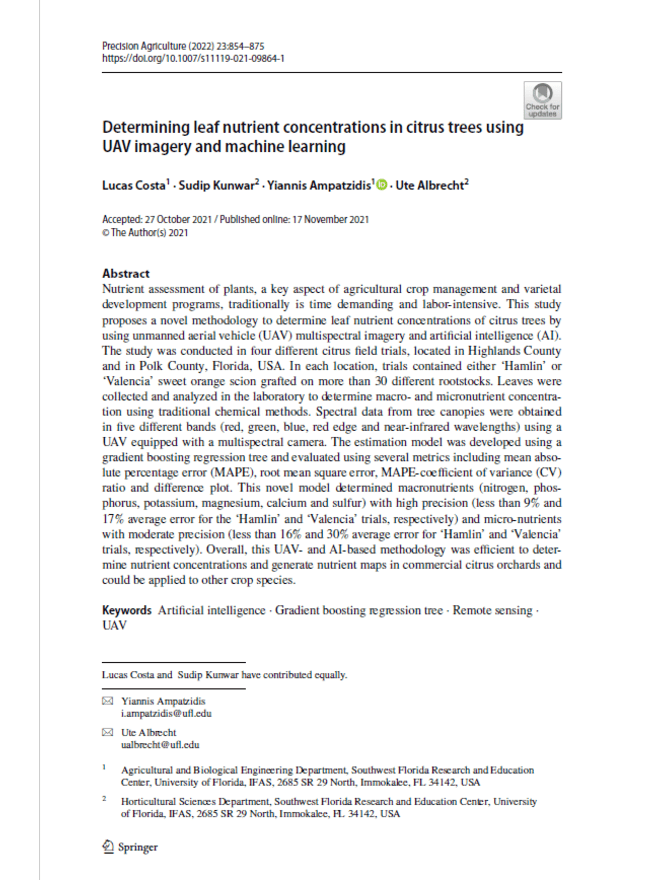 Precision Agriculture (2022) 23:854–875
https://doi.org/10.1007/s11119-021-09864-1
Check for
updates
Determining leaf nutrient concentrations in citrus trees using
UAV imagery and machine learning
Lucas Costa¹ · Sudip Kunwar² · Yiannis Ampatzidis¹ · Ute Albrecht²
Accepted: 27 October 2021 / Published online: 17 November 2021
© The Author(s) 2021
Abstract
Nutrient assessment of plants, a key aspect of agricultural crop management and varietal
development programs, traditionally is time demanding and labor-intensive. This study
proposes a novel methodology to determine leaf nutrient concentrations of citrus trees by
using unmanned aerial vehicle (UAV) multispectral imagery and artificial intelligence (AI).
The study was conducted in four different citrus field trials, located in Highlands County
and in Polk County, Florida, USA. In each location, trials contained either ‘Hamlin’ or
‘Valencia’ sweet orange scion grafted on more than 30 different rootstocks. Leaves were
collected and analyzed in the laboratory to determine macro- and micronutrient concentra-
tion using traditional chemical methods. Spectral data from tree canopies were obtained
in five different bands (red, green, blue, red edge and near-infrared wavelengths) using a
UAV equipped with a multispectral camera. The estimation model was developed using a
gradient boosting regression tree and evaluated using several metrics including mean abso-
lute percentage error (MAPE), root mean square error, MAPE-coefficient of variance (CV)
ratio and difference plot. This novel model determined macronutrients (nitrogen, phos-
phorus, potassium, magnesium, calcium and sulfur) with high precision (less than 9% and
17% average error for the ‘Hamlin’ and ‘Valencia’ trials, respectively) and micro-nutrients
with moderate precision (less than 16% and 30% average error for ‘Hamlin’ and ‘Valencia’
trials, respectively). Overall, this UAV- and AI-based methodology was efficient to deter-
mine nutrient concentrations and generate nutrient maps in commercial citrus orchards and
could be applied to other crop species.
Keywords Artificial intelligence · Gradient boosting regression tree · Remote sensing ·
UAV
Lucas Costa and Sudip Kunwar have contributed equally.
Yiannis Ampatzidis
i.ampatzidis@ufl.edu
Ute Albrecht
ualbrecht@ufl.edu
1 Agricultural and Biological Engineering Department, Southwest Florida Research and Education
Center, University of Florida, IFAS, 2685 SR 29 North, Immokalee, FL 34142, USA
2 Horticultural Sciences Department, Southwest Florida Research and Education Center, University
of Florida, IFAS, 2685 SR 29 North, Immokalee, FL 34142, USA
Springer